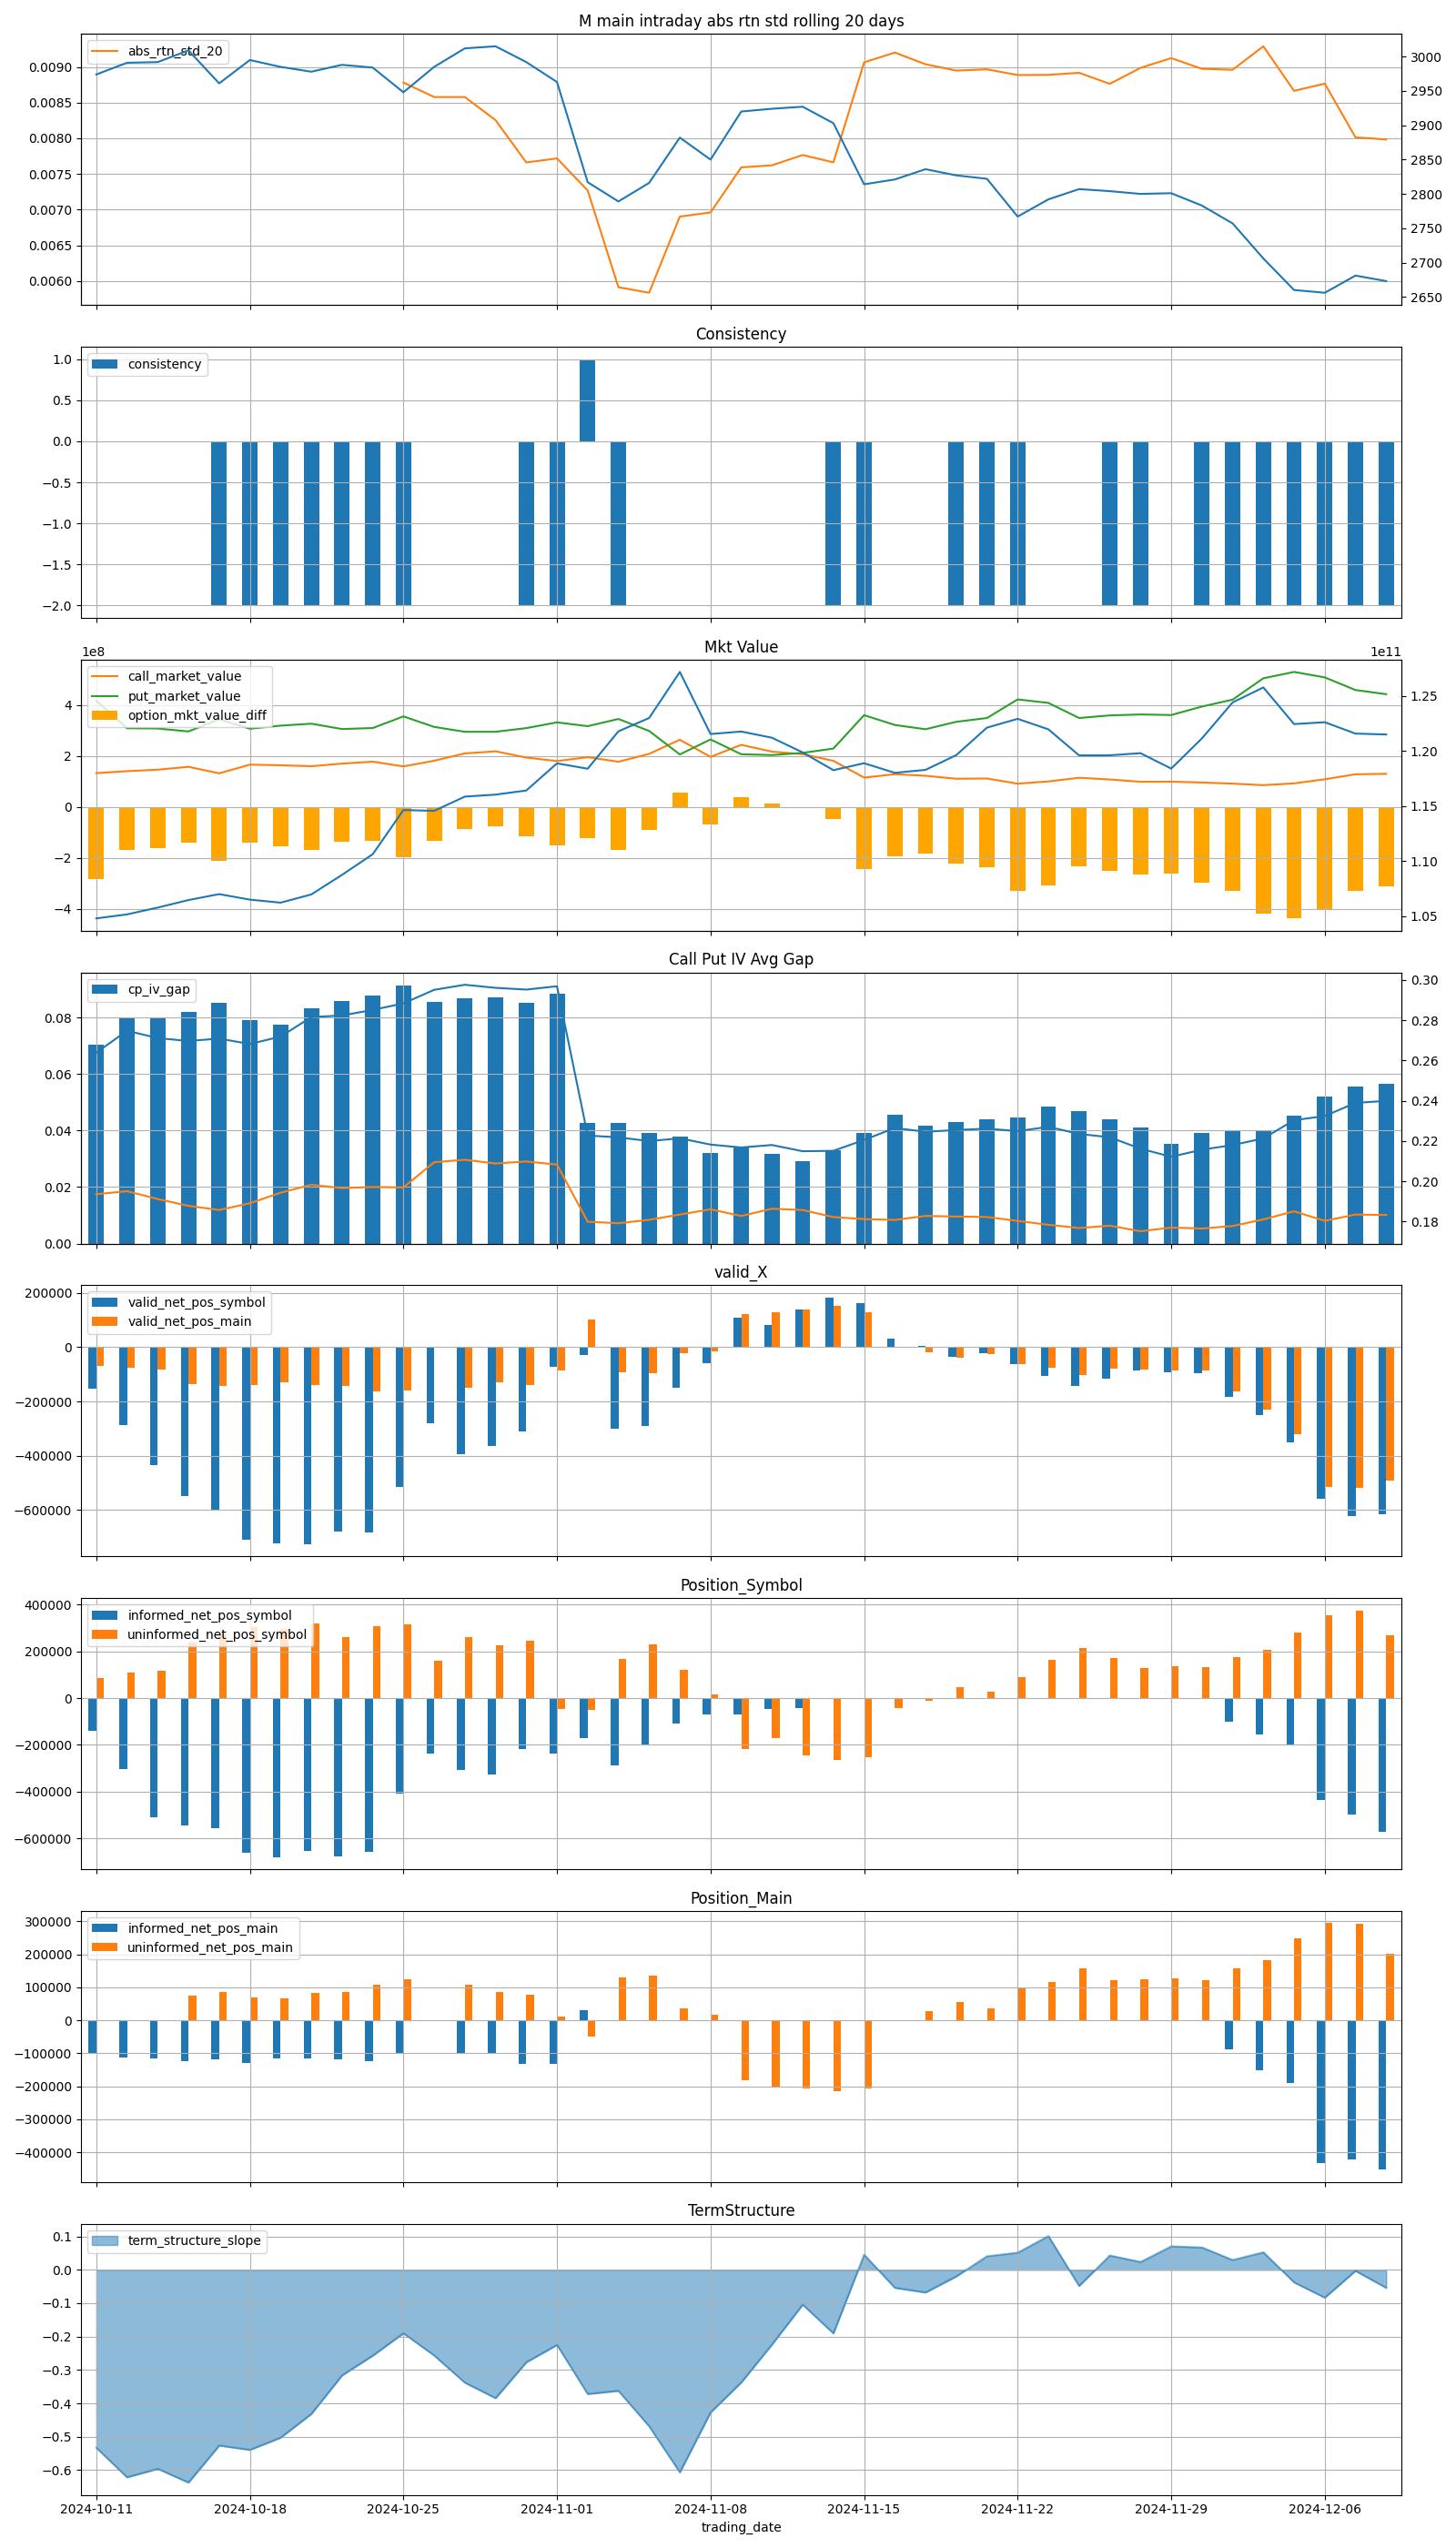 M main intraday abs rtn std rolling 20 days
abs_rtn_std_20
0.0090
0.0085
0.0080
0.0075
0.0070
0.0065
0.0060
3000
2950
2900
2850
2800
2750
2700
2650
Consistency
consistency
1.0
0.5
0.0
−0.5
−1.0
−1.5
−2.0
Mkt Value
1e8
1e11
call_market_value
put_market_value
option_mkt_value_diff
4
2
0
−2
−4
1.25
1.20
1.15
1.10
1.05
Call Put IV Avg Gap
cp_iv_gap
0.08
0.06
0.04
0.02
0.00
0.30
0.28
0.26
0.24
0.22
0.20
0.18
valid_X
valid_net_pos_symbol
valid_net_pos_main
200000
0
−200000
−400000
−600000
Position_Symbol
informed_net_pos_symbol
uninformed_net_pos_symbol
400000
200000
0
−200000
−400000
−600000
Position_Main
informed_net_pos_main
uninformed_net_pos_main
300000
200000
100000
0
−100000
−200000
−300000
−400000
TermStructure
term_structure_slope
0.1
0.0
−0.1
−0.2
−0.3
−0.4
−0.5
−0.6
2024-10-11 2024-10-18 2024-10-25 2024-11-01 2024-11-08 2024-11-15 2024-11-22 2024-11-29 2024-12-06
trading_date